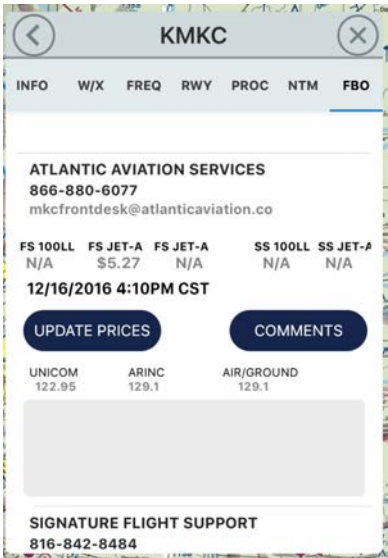 KMKC
INFO W/X FREQ RWY PROC NTM FBO
ATLANTIC AVIATION SERVICES
866-880-6077
mkcfrontdesk@atlanticaviation.co
FS 100LL FS JET-A FS JET-A SS 100LL SS JET-A
N/A $5.27 N/A N/A N/A
12/16/2016 4:10PM CST
UPDATE PRICES COMMENTS
UNICOM ARINC AIR/GROUND
122.95 129.1 129.1
SIGNATURE FLIGHT SUPPORT
816-842-8484